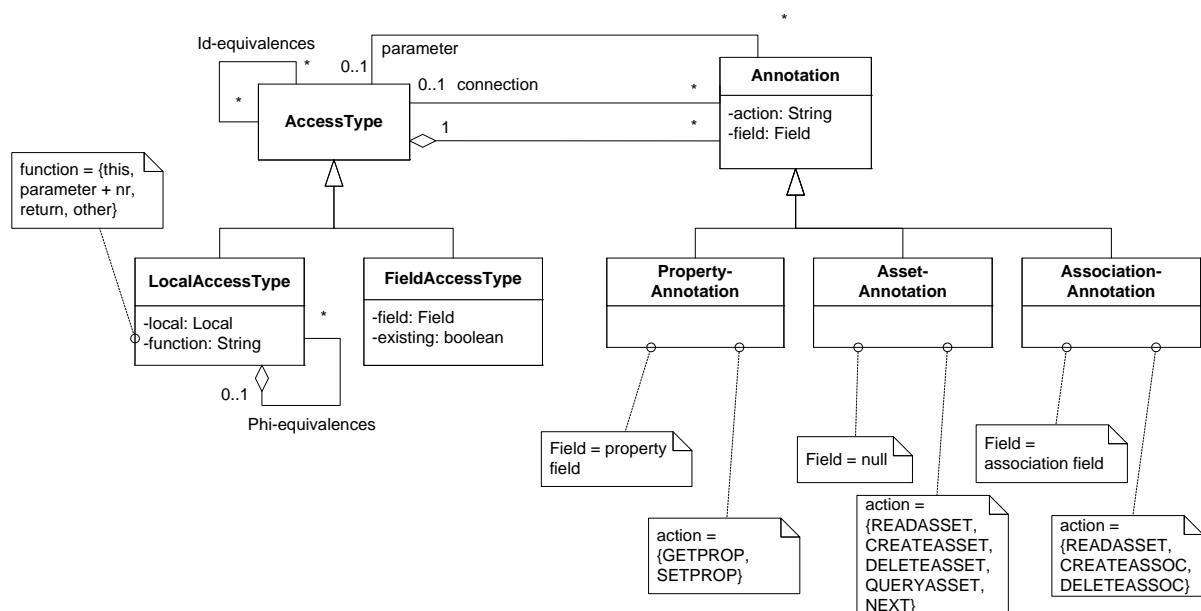 *
Id-equivalences
*
*
parameter
0..1
0..1 connection
*
1
*
AccessType
Annotation
-action: String
-field: Field
function = {this,
parameter + nr,
return, other}
LocalAccessType
-local: Local
-function: String
*
0..1
Phi-equivalences
FieldAccessType
-field: Field
-existing: boolean
Property-
Annotation
Asset-
Annotation
Association-
Annotation
Field = property
field
Field = null
Field =
association field
action =
{GETPROP,
SETPROP}
action =
{READASSET,
CREATEASSET,
DELETEASSET,
QUERYASSET,
NEXT}
action =
{READASSET,
CREATEASSOC,
DELETEASSOC}